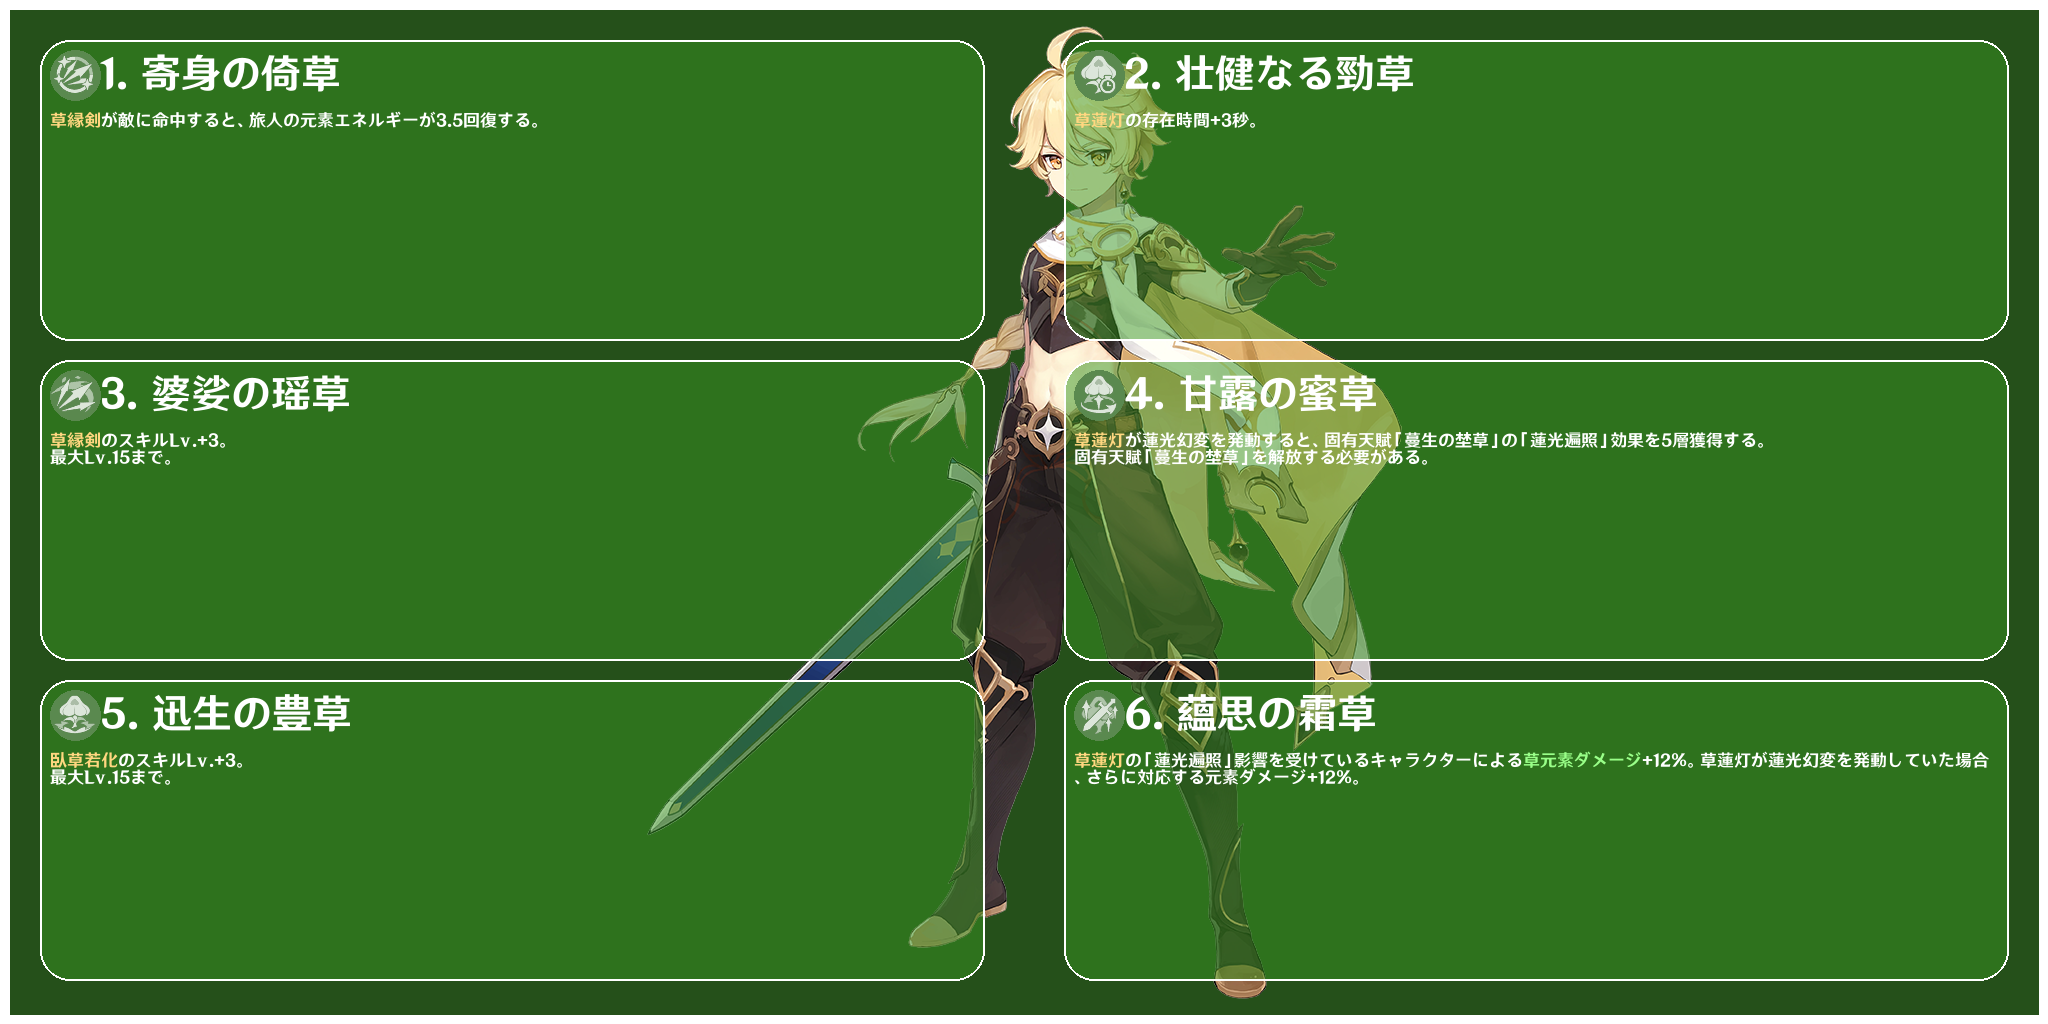 1. 寄身の倚草
草縁剣が敵に命中すると、旅人の元素エネルギーが3.5回復する。
2. 壮健なる勁草
草蓮灯の存在時間+3秒。
3. 婆娑の瑶草
草縁剣のスキルLv.+3。
最大Lv.15まで。
4. 甘露の蜜草
草蓮灯が蓮光幻変を発動すると、固有天賦「蔓生の埜草」の「蓮光遍照」効果を5層獲得する。
固有天賦「蔓生の埜草」を解放する必要がある。
5. 迅生の豊草
臥草若化のスキルLv.+3。
最大Lv.15まで。
6. 蘊思の霜草
草蓮灯の「蓮光遍照」影響を受けているキャラクターによる草元素ダメージ+12%。草蓮灯が蓮光幻変を発動していた場合
、さらに対応する元素ダメージ+12%。